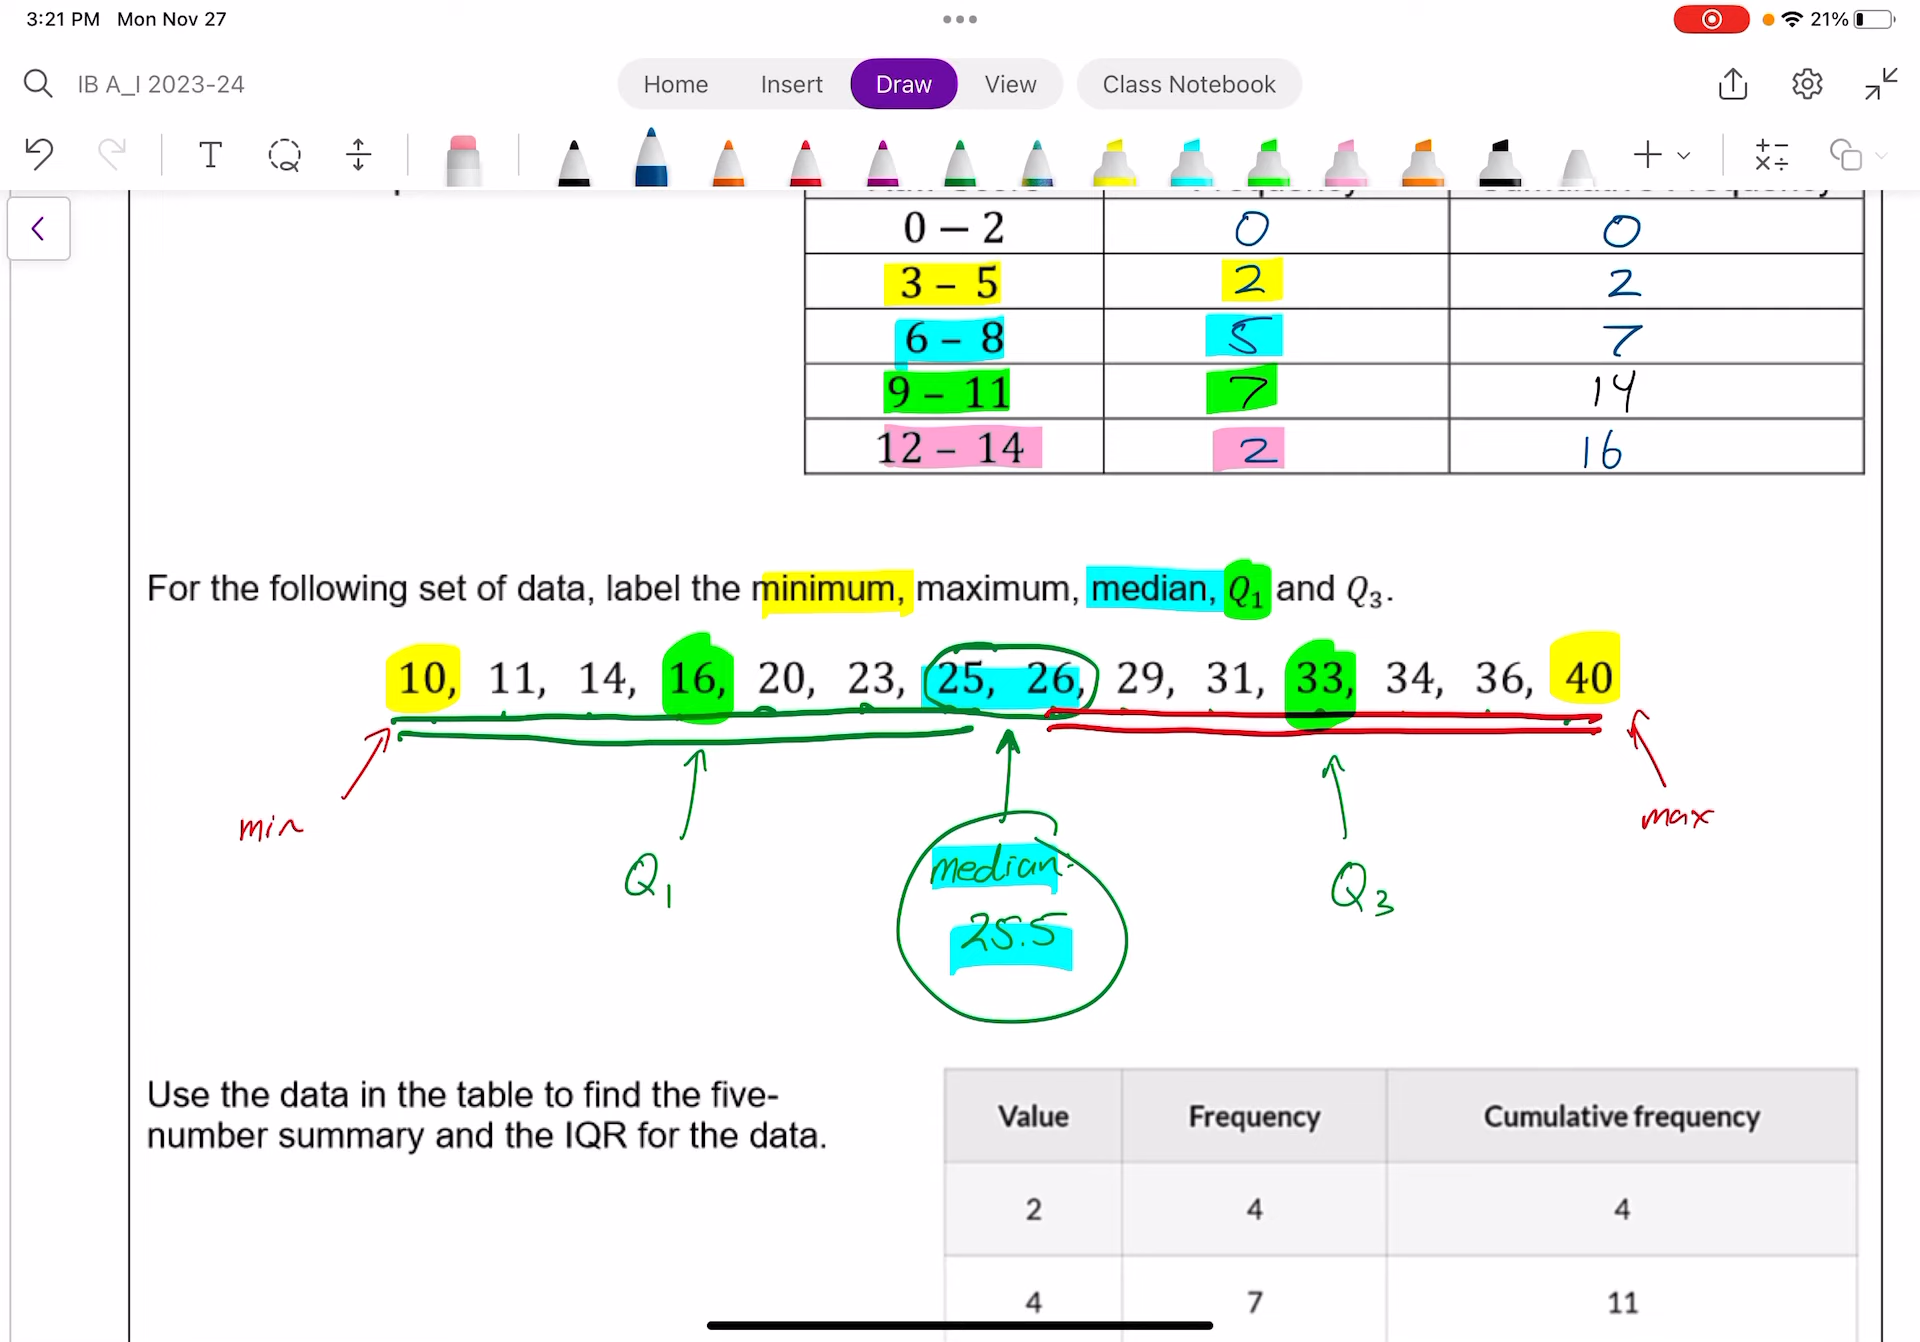 3:21 PM Mon Nov 27
21%
IB A_I 2023-24
Home Insert Draw View Class Notebook
0 – 2 0 0
3 – 5 2 2
6 – 8 5 7
9 – 11 7 14
12 – 14 2 16
For the following set of data, label the minimum, maximum, median, Q₁ and Q₃.
10, 11, 14, 16, 20, 23, 25, 26, 29, 31, 33, 34, 36, 40
min Q₁ median: Q₃ max
25.5
Use the data in the table to find the five-
number summary and the IQR for the data.
Value Frequency Cumulative frequency
2 4 4
4 7 11